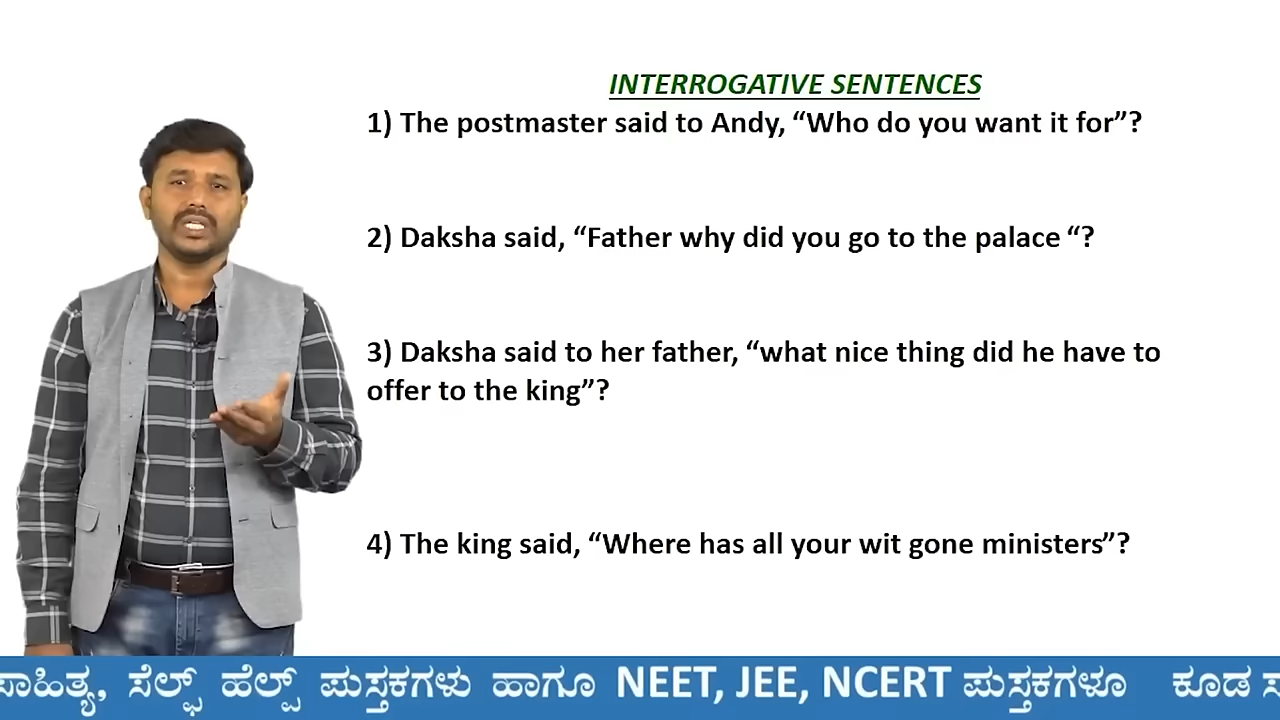 INTERROGATIVE SENTENCES
1) The postmaster said to Andy, “Who do you want it for”?
2) Daksha said, “Father why did you go to the palace “?
3) Daksha said to her father, “what nice thing did he have to
offer to the king”?
4) The king said, “Where has all your wit gone ministers”?
ಸಾಹಿತ್ಯ, ಸೆಲ್ಫ್ ಹೆಲ್ಪ್ ಪುಸ್ತಕಗಳು ಹಾಗೂ NEET, JEE, NCERT ಪುಸ್ತಕಗಳೂ ಕೂಡ